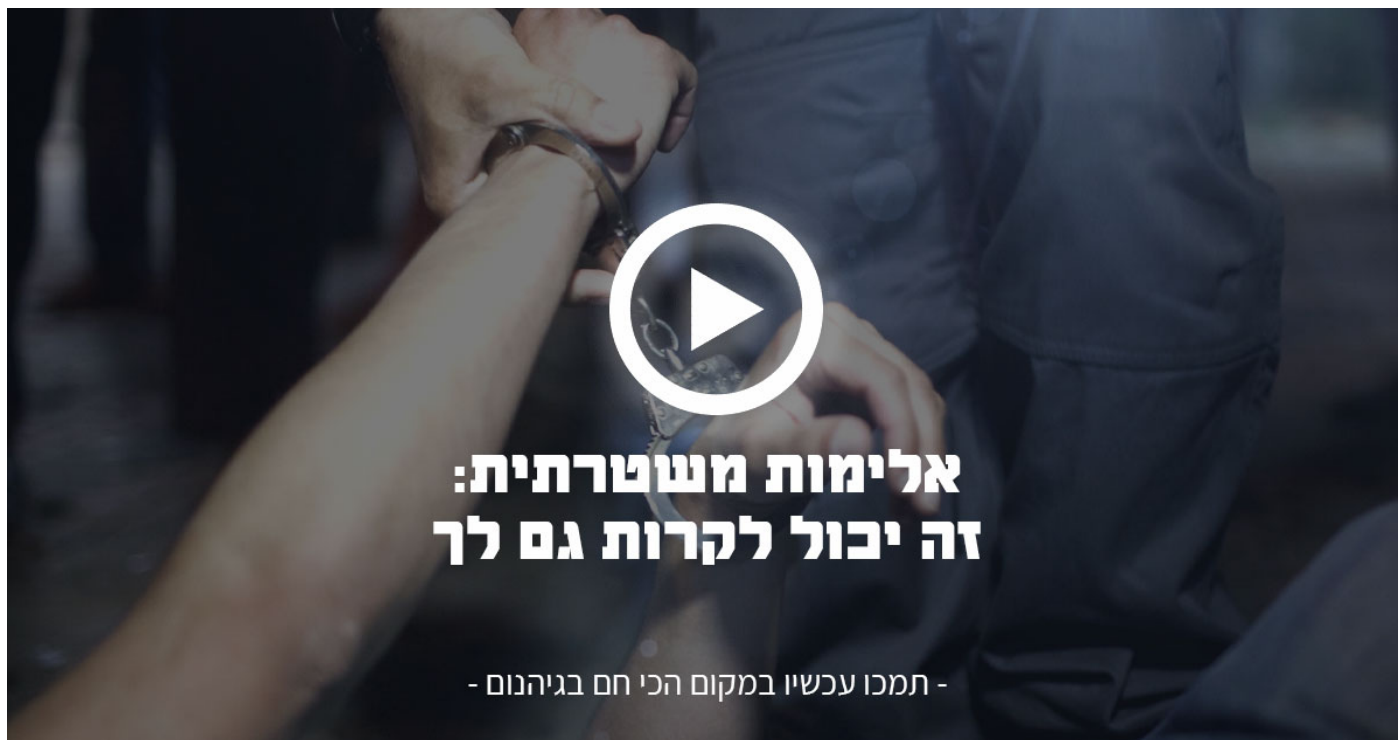 אלימות משטרתית:
זה יכול לקרות גם לך
- תמכו עכשיו במקום הכי חם בגיהנום -